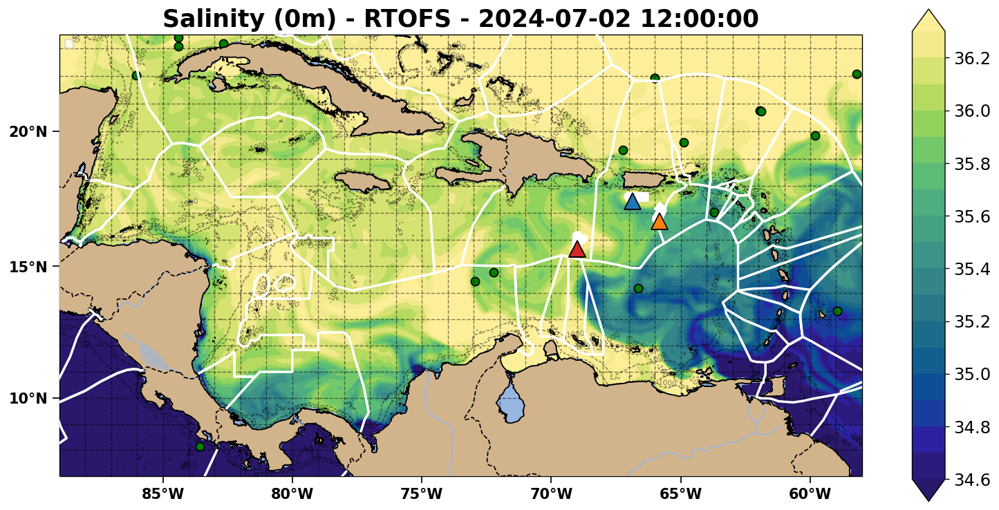 Salinity (0m) - RTOFS - 2024-07-02 12:00:00
20°N
15°N
10°N
85°W
80°W
75°W
70°W
65°W
60°W
36.2
36.0
35.8
35.6
35.4
35.2
35.0
34.8
34.6